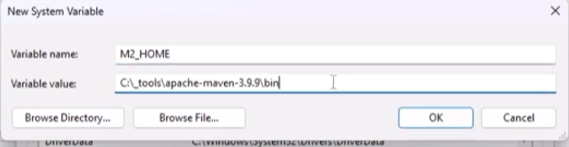 New System Variable
Variable name: M2_HOME
Variable value: C:\_tools\apache-maven-3.9.9\bin
Browse Directory... Browse File... OK Cancel
DriverData C:\Windows\System32\Drivers\DriverData